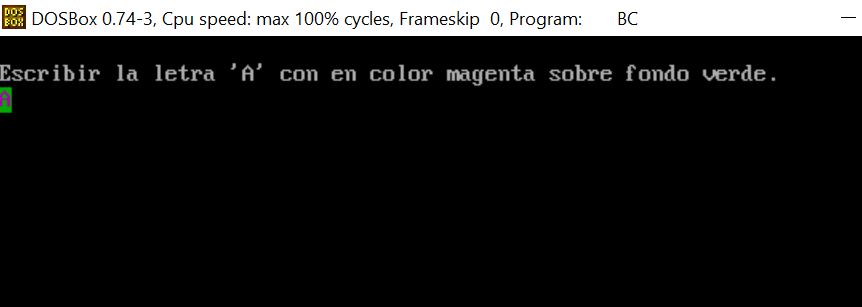 DOS BOX
DOSBox 0.74-3, Cpu speed: max 100% cycles, Frameskip 0, Program: BC
Escribir la letra 'A' con en color magenta sobre fondo verde.
A